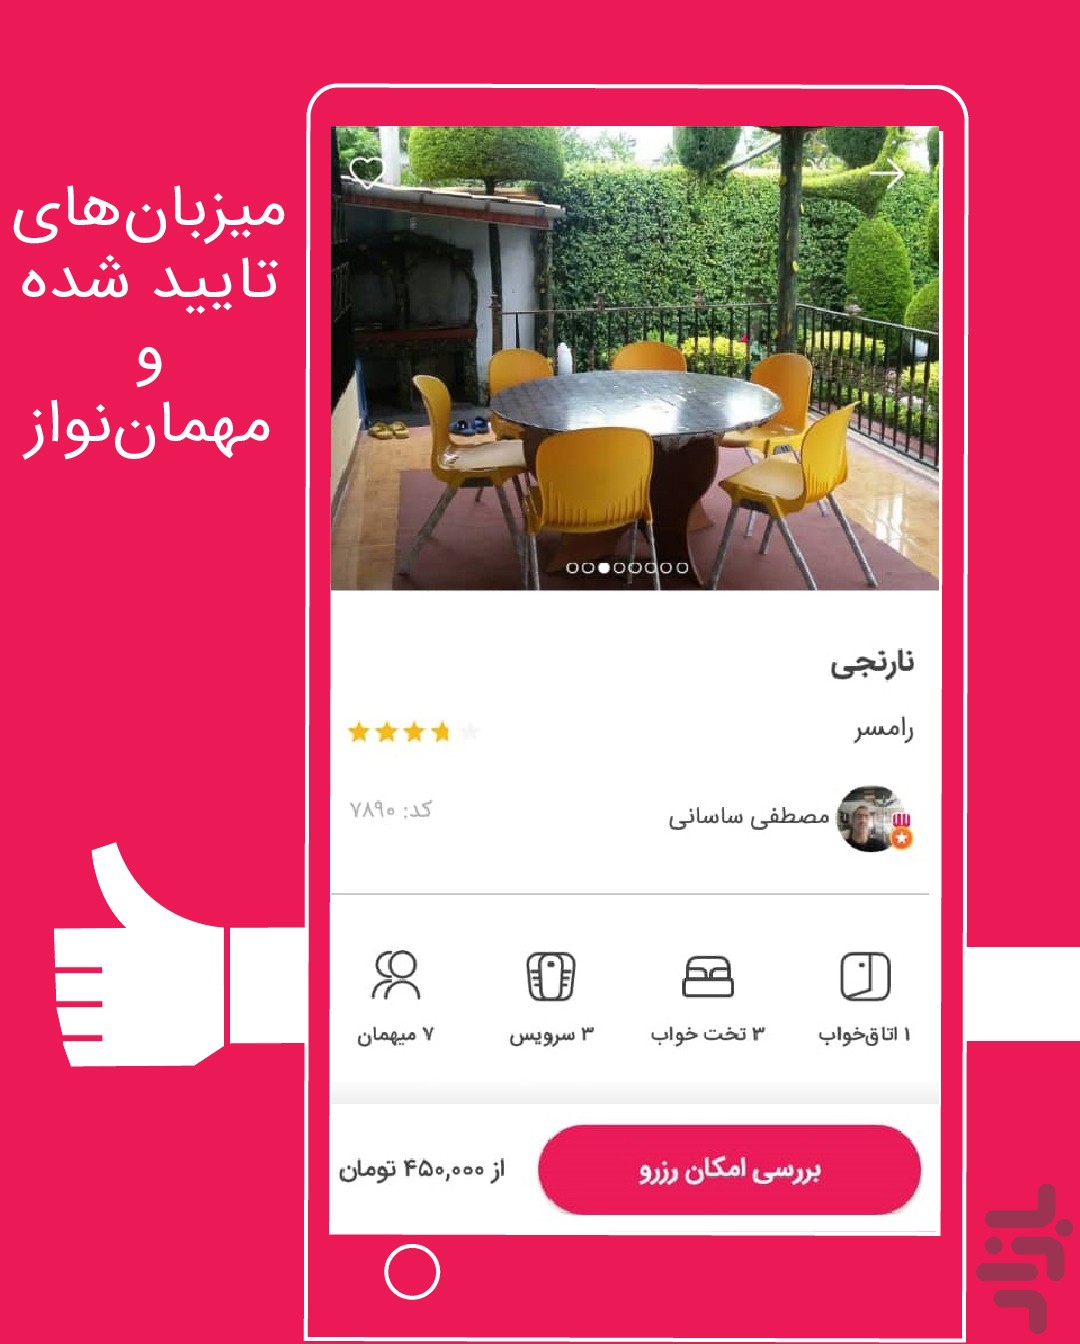 میزبان‌های
تایید شده
و
مهمان‌نواز
نارنجی
رامسر
مصطفی ساسانی
کد: ۷۸۹۰
۱ اتاق‌خواب
۳ تخت خواب
۳ سرویس
۷ میهمان
بررسی امکان رزرو
از ۴۵۰,۰۰۰ تومان
بازار